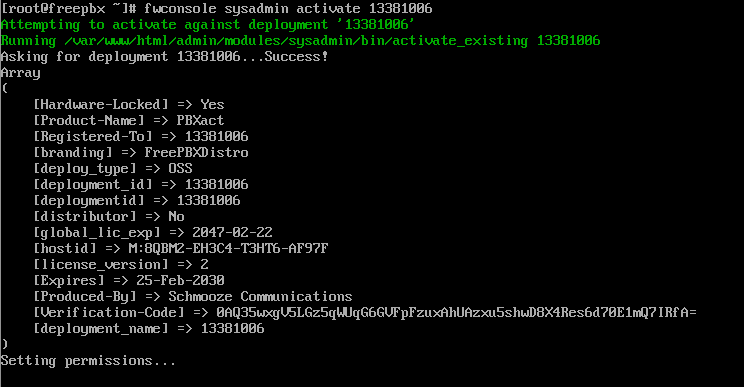 [root@freepbx ~]# fwconsole sysadmin activate 13381006
Attempting to activate against deployment '13381006'
Running /var/www/html/admin/modules/sysadmin/bin/activate_existing 13381006
Asking for deployment 13381006...Success!
Array
(
    [Hardware-Locked] => Yes
    [Product-Name] => PBXact
    [Registered-To] => 13381006
    [branding] => FreePBXDistro
    [deploy_type] => OSS
    [deployment_id] => 13381006
    [deploymentid] => 13381006
    [distributor] => No
    [global_lic_exp] => 2047-02-22
    [hostid] => M:8QBM2-EH3C4-T3HT6-AF97F
    [license_version] => 2
    [Expires] => 25-Feb-2030
    [Produced-By] => Schmooze Communications
    [Verification-Code] => 0AQ35wxgV5LGz5qWUqG6GVFpFzuxAhUAzxu5shwD8X4Res6d70E1mQ7IRfA=
    [deployment_name] => 13381006
)
Setting permissions...